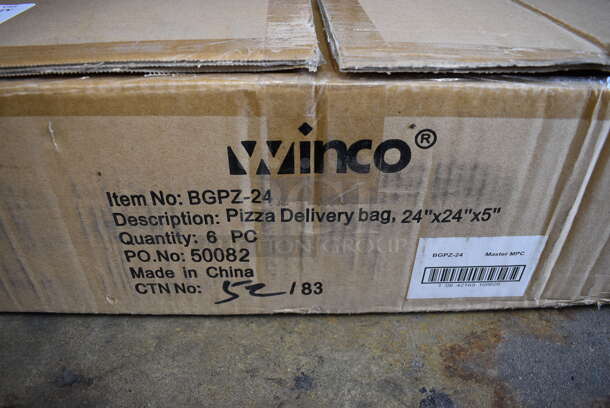 winco®
Item No: BGPZ-24
Description: Pizza Delivery bag, 24"x24"x5"
Quantity: 6 PC
PO.No: 50082
Made in China
CTN No: 52 /83
BGPZ-24 Master MPC